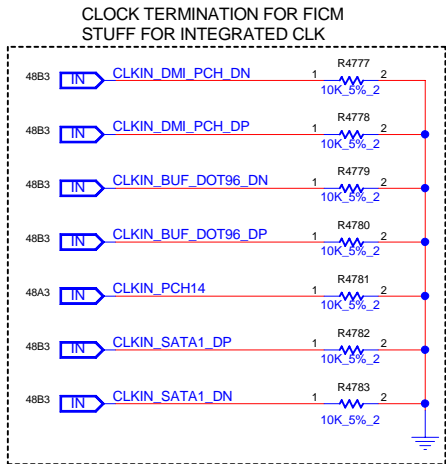 CLOCK TERMINATION FOR FICM
STUFF FOR INTEGRATED CLK
48B3 IN CLKIN_DMI_PCH_DN 1 R4777 2
10K_5%_2
48B3 IN CLKIN_DMI_PCH_DP 1 R4778 2
10K_5%_2
48B3 IN CLKIN_BUF_DOT96_DN 1 R4779 2
10K_5%_2
48B3 IN CLKIN_BUF_DOT96_DP 1 R4780 2
10K_5%_2
48A3 IN CLKIN_PCH14 1 R4781 2
10K_5%_2
48B3 IN CLKIN_SATA1_DP 1 R4782 2
10K_5%_2
48B3 IN CLKIN_SATA1_DN 1 R4783 2
10K_5%_2